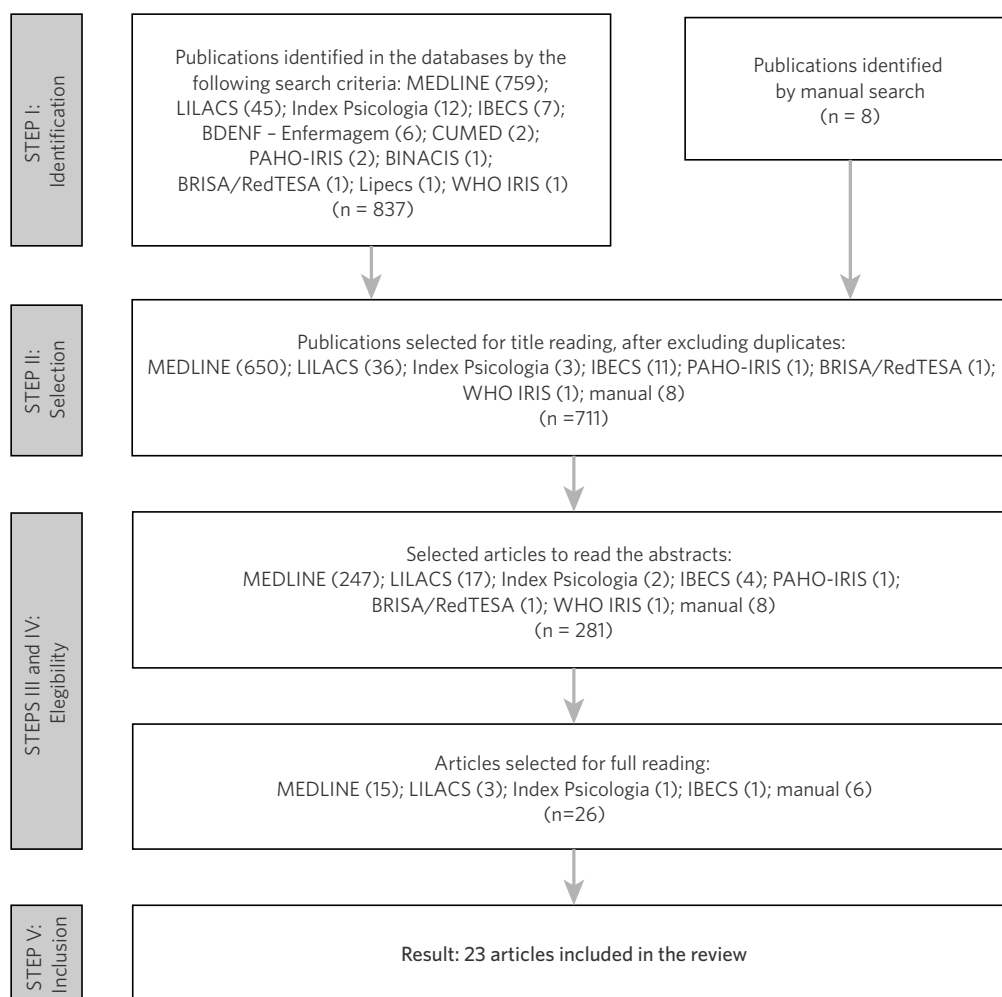 STEP I:
Identification
Publications identified in the databases by the
following search criteria: MEDLINE (759);
LILACS (45); Index Psicologia (12); IBECS (7);
BDENF – Enfermagem (6); CUMED (2);
PAHO-IRIS (2); BINACIS (1);
BRISA/RedTESA (1); Lipecs (1); WHO IRIS (1)
(n = 837)
Publications identified
by manual search
(n = 8)
STEP II:
Selection
Publications selected for title reading, after excluding duplicates:
MEDLINE (650); LILACS (36); Index Psicologia (3); IBECS (11); PAHO-IRIS (1); BRISA/RedTESA (1);
WHO IRIS (1); manual (8)
(n =711)
STEPS III and IV:
Elegibility
Selected articles to read the abstracts:
MEDLINE (247); LILACS (17); Index Psicologia (2); IBECS (4); PAHO-IRIS (1);
BRISA/RedTESA (1); WHO IRIS (1); manual (8)
(n = 281)
Articles selected for full reading:
MEDLINE (15); LILACS (3); Index Psicologia (1); IBECS (1); manual (6)
(n=26)
STEP V:
Inclusion
Result: 23 articles included in the review